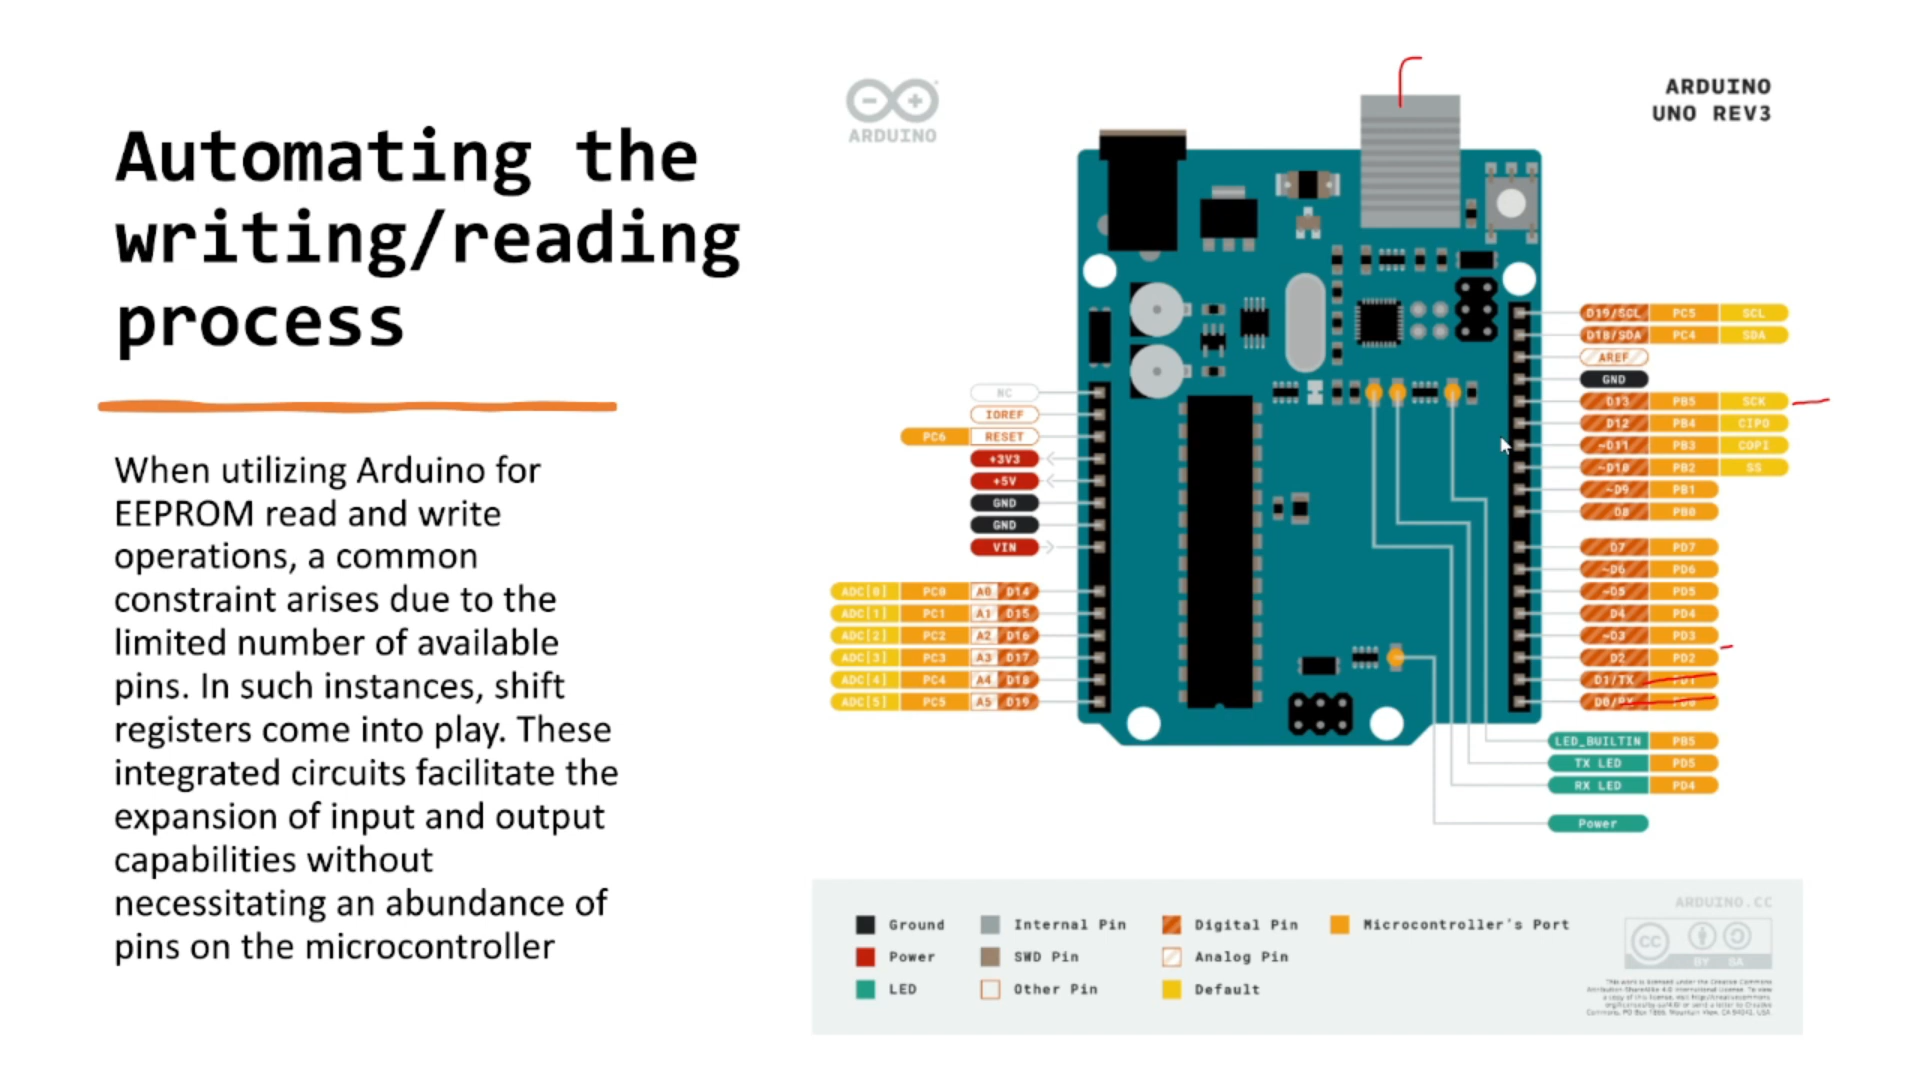 Automating the
writing/reading
process
When utilizing Arduino for
EEPROM read and write
operations, a common
constraint arises due to the
limited number of available
pins. In such instances, shift
registers come into play. These
integrated circuits facilitate the
expansion of input and output
capabilities without
necessitating an abundance of
pins on the microcontroller
ARDUINO
ARDUINO
UNO REV3
NC
IOREF
PC6 RESET
+3V3
+5V
GND
GND
VIN
ADC[0] PC0 A0 D14
ADC[1] PC1 A1 D15
ADC[2] PC2 A2 D16
ADC[3] PC3 A3 D17
ADC[4] PC4 A4 D18
ADC[5] PC5 A5 D19
D19/SCL PC5 SCL
D18/SDA PC4 SDA
AREF
GND
D13 PB5 SCK
D12 PB4 CIPO
~D11 PB3 COPI
~D10 PB2 SS
~D9 PB1
D8 PB0
D7 PD7
~D6 PD6
~D5 PD5
D4 PD4
~D3 PD3
D2 PD2
D1/TX PD1
D0/RX PD0
LED_BUILTIN PB5
TX LED PD5
RX LED PD4
Power
Ground Internal Pin Digital Pin Microcontroller's Port
Power SWD Pin Analog Pin
LED Other Pin Default
ARDUINO.CC
CC
BY SA